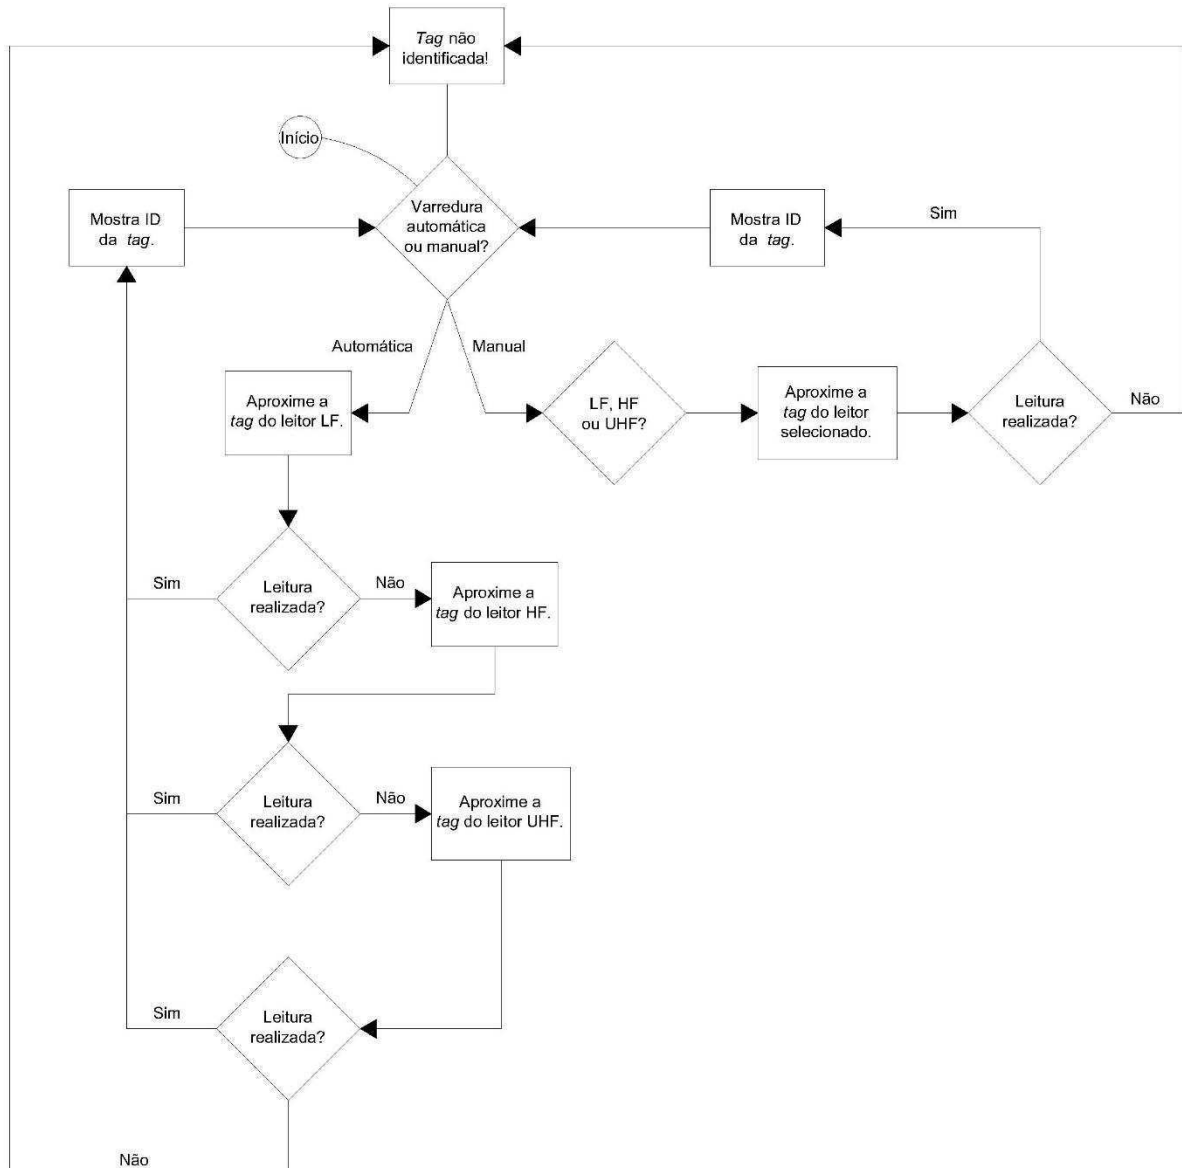 Tag não
identificada!
Início
Varredura
automática
ou manual?
Mostra ID
da tag.
Mostra ID
da tag.
Sim
Automática
Manual
Aproxime a
tag do leitor LF.
LF, HF
ou UHF?
Aproxime a
tag do leitor
selecionado.
Leitura
realizada?
Não
Sim
Leitura
realizada?
Não
Aproxime a
tag do leitor HF.
Sim
Leitura
realizada?
Não
Aproxime a
tag do leitor UHF.
Sim
Leitura
realizada?
Não